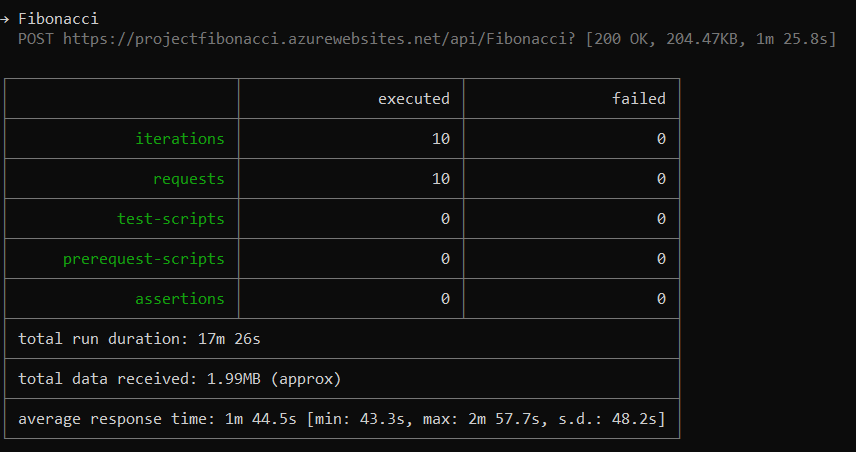 → Fibonacci
POST https://projectfibonacci.azurewebsites.net/api/Fibonacci? [200 OK, 204.47KB, 1m 25.8s]
executed failed
iterations 10 0
requests 10 0
test-scripts 0 0
prerequest-scripts 0 0
assertions 0 0
total run duration: 17m 26s
total data received: 1.99MB (approx)
average response time: 1m 44.5s [min: 43.3s, max: 2m 57.7s, s.d.: 48.2s]